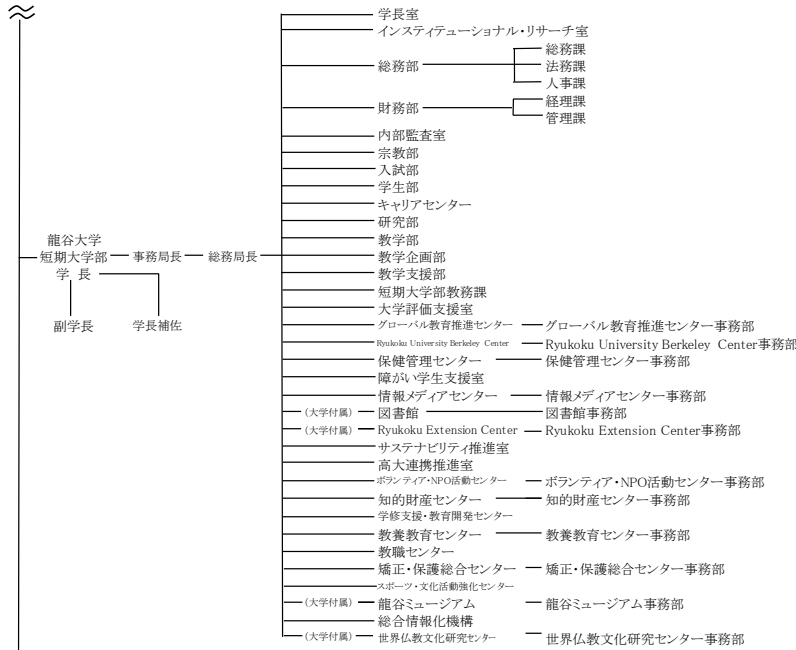 学長室
インスティテューショナル・リサーチ室
総務部
総務課
法務課
人事課
財務部
経理課
管理課
内部監査室
宗教部
入試部
学生部
キャリアセンター
研究部
教学部
龍谷大学
短期大学部
学 長
事務局長
総務局長
副学長
学長補佐
教学企画部
教学支援部
短期大学部教務課
大学評価支援室
グローバル教育推進センター グローバル教育推進センター事務部
Ryukoku University Berkeley Center Ryukoku University Berkeley Center事務部
保健管理センター 保健管理センター事務部
障がい学生支援室
情報メディアセンター 情報メディアセンター事務部
(大学付属) 図書館 図書館事務部
(大学付属) Ryukoku Extension Center Ryukoku Extension Center事務部
サステナビリティ推進室
高大連携推進室
ボランティア・NPO活動センター ボランティア・NPO活動センター事務部
知的財産センター 知的財産センター事務部
学修支援・教育開発センター
教養教育センター 教養教育センター事務部
教職センター
矯正・保護総合センター 矯正・保護総合センター事務部
スポーツ・文化活動強化センター
(大学付属) 龍谷ミュージアム 龍谷ミュージアム事務部
総合情報化機構
(大学付属) 世界仏教文化研究センター 世界仏教文化研究センター事務部